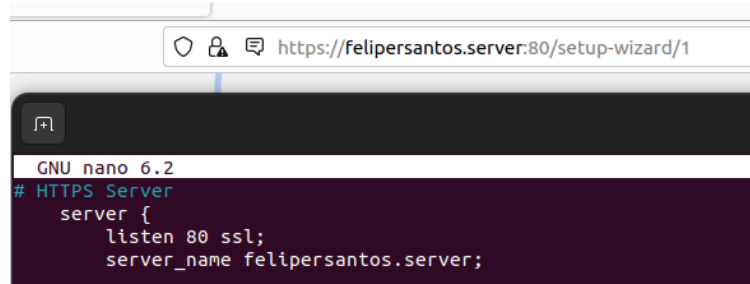 https://felipersantos.server:80/setup-wizard/1
GNU nano 6.2
# HTTPS Server
server {
listen 80 ssl;
server_name felipersantos.server;